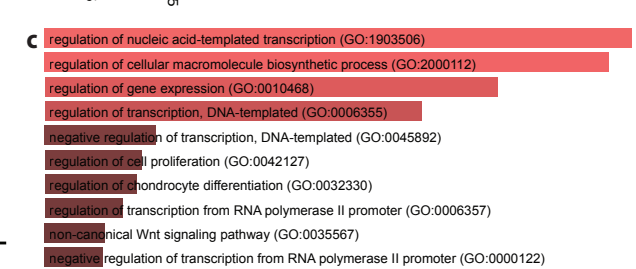 c
regulation of nucleic acid-templated transcription (GO:1903506)
regulation of cellular macromolecule biosynthetic process (GO:2000112)
regulation of gene expression (GO:0010468)
regulation of transcription, DNA-templated (GO:0006355)
negative regulation of transcription, DNA-templated (GO:0045892)
regulation of cell proliferation (GO:0042127)
regulation of chondrocyte differentiation (GO:0032330)
regulation of transcription from RNA polymerase II promoter (GO:0006357)
non-canonical Wnt signaling pathway (GO:0035567)
negative regulation of transcription from RNA polymerase II promoter (GO:0000122)